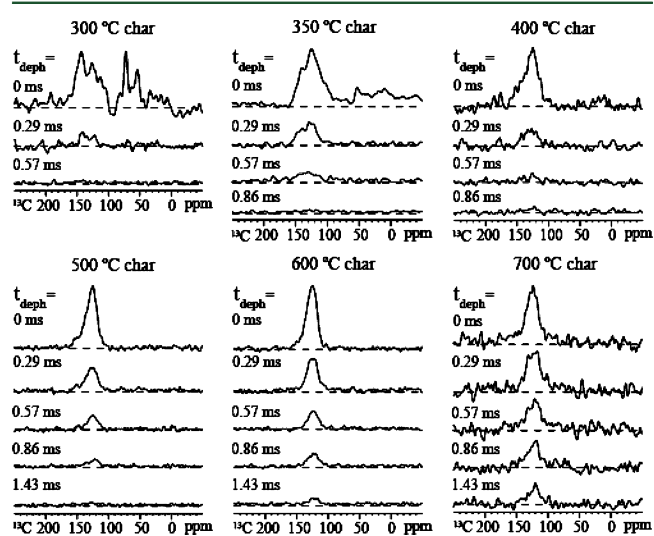 300 °C char
t_deph=
0 ms
0.29 ms
0.57 ms
¹³C 200 150 100 50 0 ppm
350 °C char
t_deph=
0 ms
0.29 ms
0.57 ms
0.86 ms
¹³C 200 150 100 50 0 ppm
400 °C char
t_deph=
0 ms
0.29 ms
0.57 ms
0.86 ms
¹³C 200 150 100 50 0 ppm
500 °C char
t_deph=
0 ms
0.29 ms
0.57 ms
0.86 ms
1.43 ms
¹³C 200 150 100 50 0 ppm
600 °C char
t_deph=
0 ms
0.29 ms
0.57 ms
0.86 ms
1.43 ms
¹³C 200 150 100 50 0 ppm
700 °C char
t_deph=
0 ms
0.29 ms
0.57 ms
0.86 ms
1.43 ms
¹³C 200 150 100 50 0 ppm